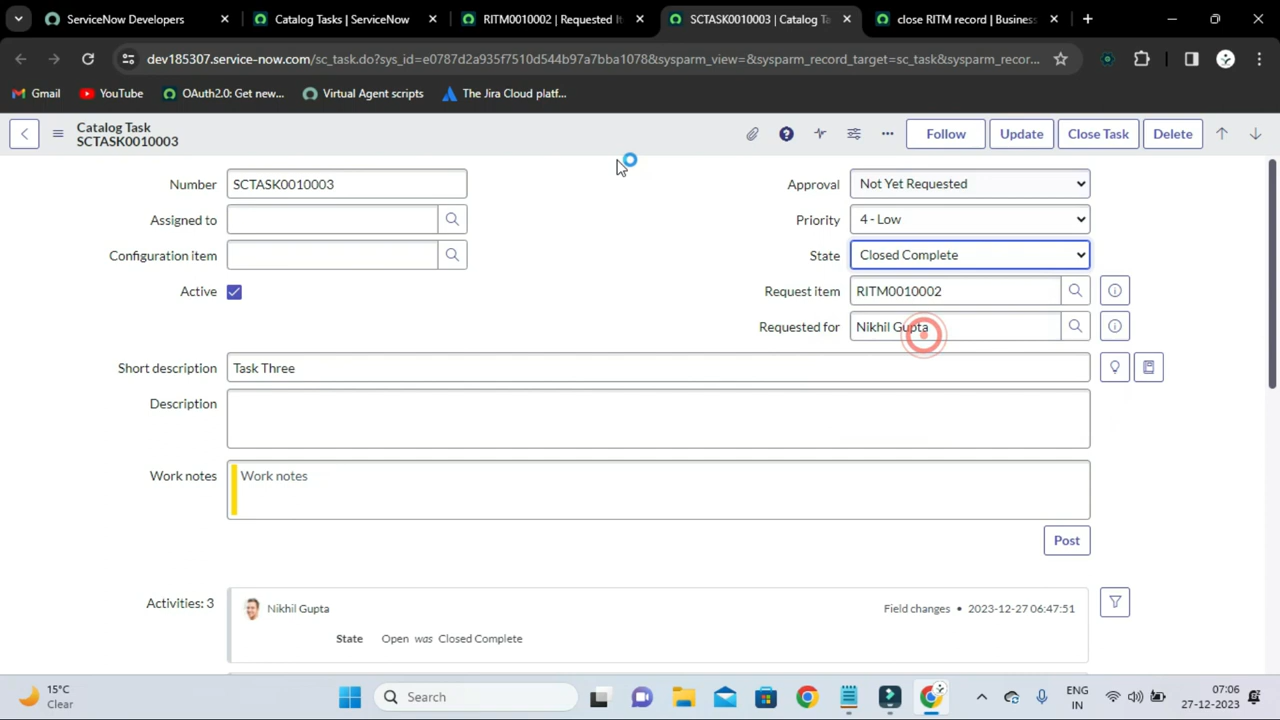 ServiceNow Developers
Catalog Tasks | ServiceNow
RITM0010002 | Requested It
SCTASK0010003 | Catalog Ta
close RITM record | Business
dev185307.service-now.com/sc_task.do?sys_id=e0787d2a935f7510d544b97a7bba1078&sysparm_view=&sysparm_record_target=sc_task&sysparm_recor...
Gmail
YouTube
OAuth2.0: Get new...
Virtual Agent scripts
The Jira Cloud platf...
Catalog Task
SCTASK0010003
Follow
Update
Close Task
Delete
Number SCTASK0010003
Approval Not Yet Requested
Assigned to
Priority 4 - Low
Configuration item
State Closed Complete
Active
Request item RITM0010002
Requested for Nikhil Gupta
Short description Task Three
Description
Work notes Work notes
Post
Activities: 3
Nikhil Gupta
Field changes • 2023-12-27 06:47:51
State Open was Closed Complete
15°C
Clear
Search
ENG
IN
07:06
27-12-2023